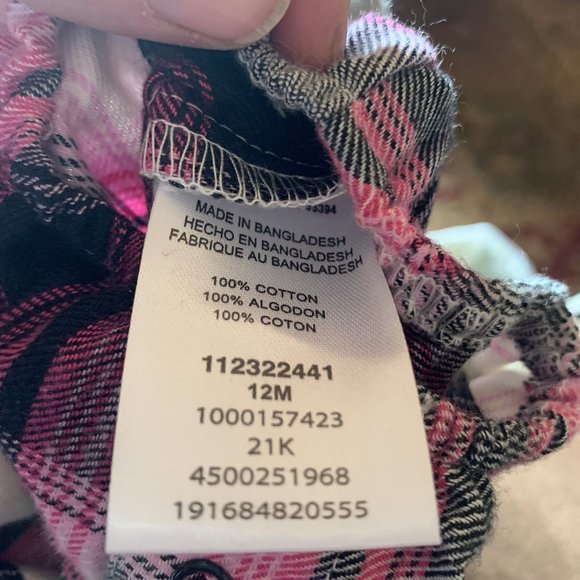 MADE IN BANGLADESH
HECHO EN BANGLADESH
FABRIQUE AU BANGLADESH
100% COTTON
100% ALGODON
100% COTON
112322441
12M
1000157423
21K
4500251968
191684820555